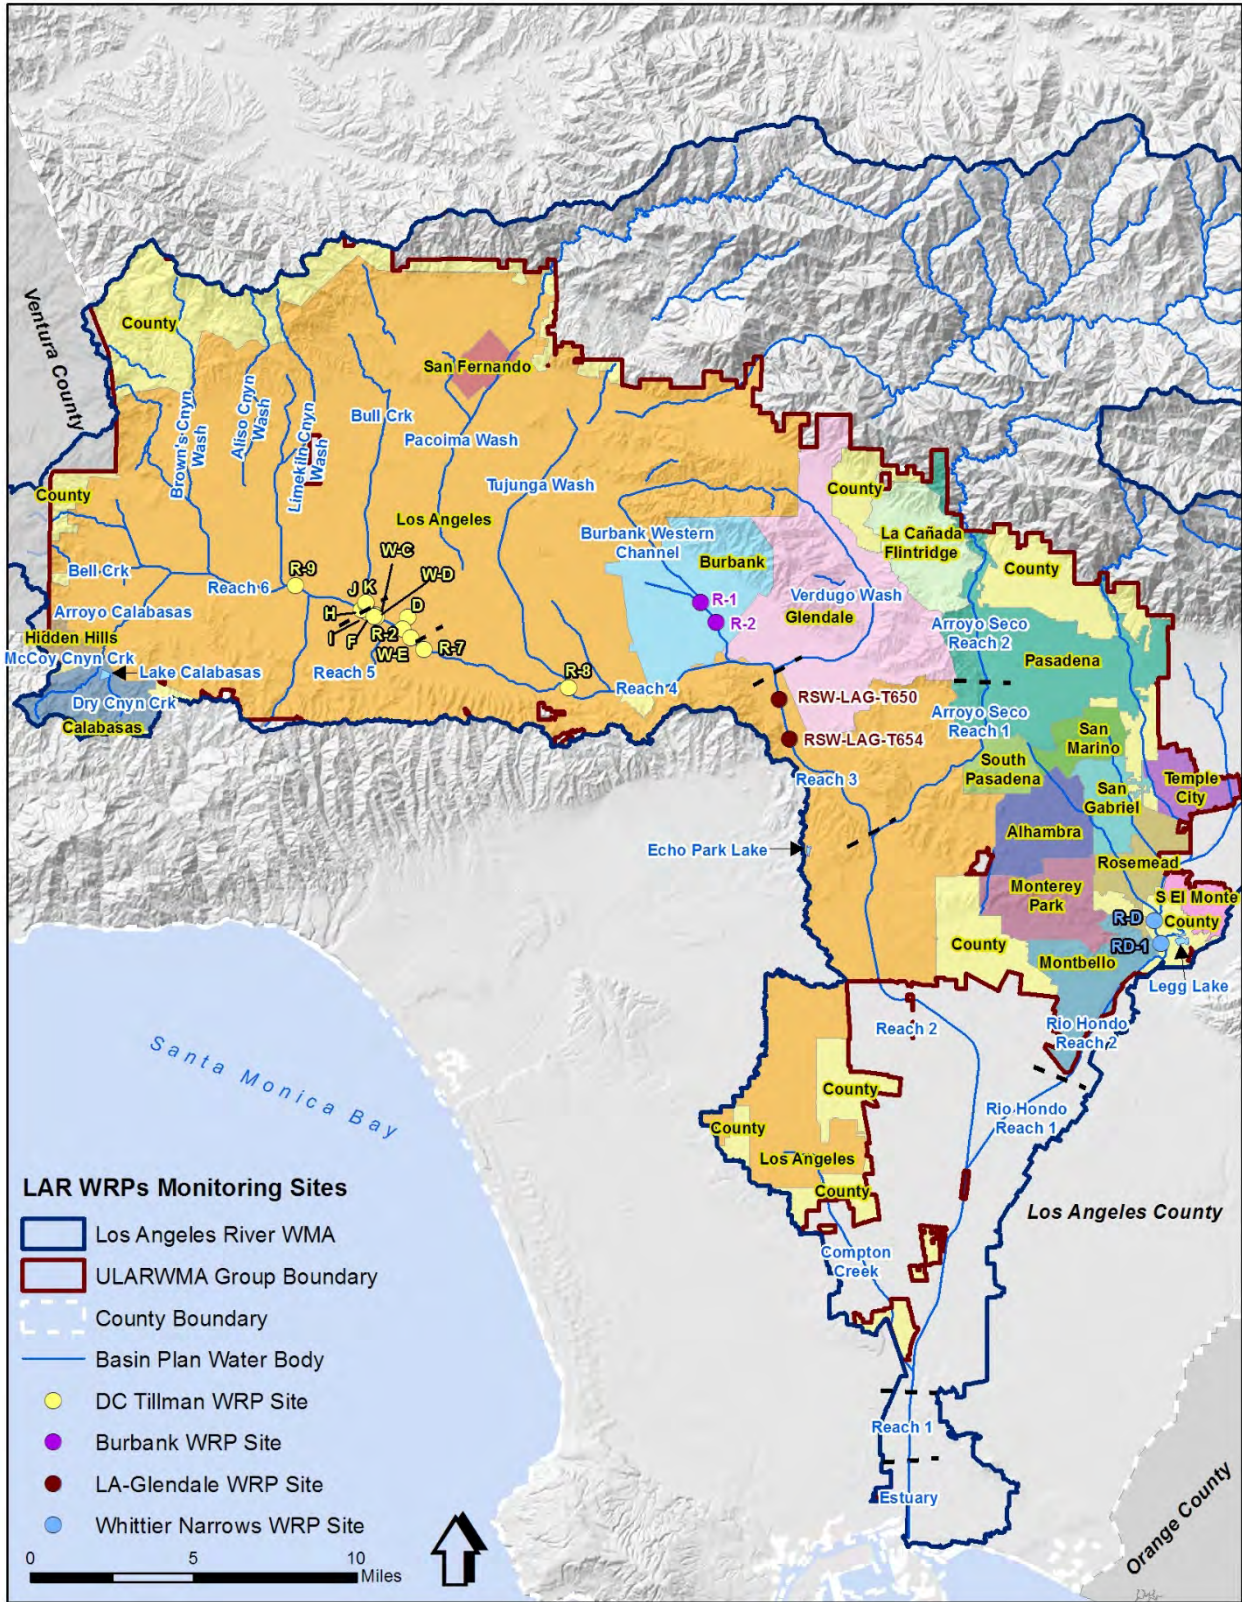 Ventura County
County
San Fernando
Brown's Cnyn
Wash
Aliso Cnyn
Wash
Limekiln Cnyn
Wash
Bull Crk
Pacoima Wash
Tujunga Wash
County
Los Angeles
County
La Cañada
Flintridge
Burbank Western
Channel
Burbank
W-C
W-D
Bell Crk
Reach 6
R-9
J
K
H
D
I
F
R-2
W-E
R-7
R-1
R-2
Verdugo Wash
Glendale
County
Arroyo Calabasas
Hidden Hills
McCoy Cnyn Crk
Lake Calabasas
Dry Cnyn Crk
Calabasas
Reach 5
R-8
Reach 4
Arroyo Seco
Reach 2
Pasadena
RSW-LAG-T650
RSW-LAG-T654
Arroyo Seco
Reach 1
San
Marino
South
Pasadena
Reach 3
San
Gabriel
Temple
City
Echo Park Lake
Alhambra
Rosemead
Monterey
Park
S El Monte
R-D
County
RD-1
County
Montbello
Legg Lake
Reach 2
Rio Hondo
Reach 2
Santa Monica Bay
County
Rio Hondo
Reach 1
County
Los Angeles
County
Los Angeles County
Compton
Creek
Reach 1
Estuary
Orange County
LAR WRPs Monitoring Sites
Los Angeles River WMA
ULARWMA Group Boundary
County Boundary
Basin Plan Water Body
DC Tillman WRP Site
Burbank WRP Site
LA-Glendale WRP Site
Whittier Narrows WRP Site
0 5 10
Miles